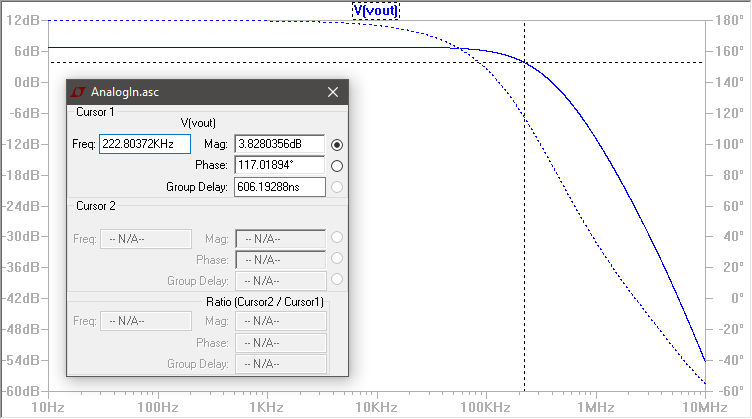 V(vout)
12dB
6dB
0dB
-6dB
-12dB
-18dB
-24dB
-30dB
-36dB
-42dB
-48dB
-54dB
-60dB
180°
160°
140°
120°
100°
80°
60°
40°
20°
0°
-20°
-40°
-60°
10Hz
100Hz
1KHz
10KHz
100KHz
1MHz
10MHz
AnalogIn.asc
Cursor 1
V(vout)
Freq: 222.80372KHz Mag: 3.8280356dB
Phase: 117.01894°
Group Delay: 606.19288ns
Cursor 2
Freq: -- N/A-- Mag: -- N/A--
Phase: -- N/A--
Group Delay: -- N/A--
Ratio (Cursor2 / Cursor1)
Freq: -- N/A-- Mag: -- N/A--
Phase: -- N/A--
Group Delay: -- N/A--